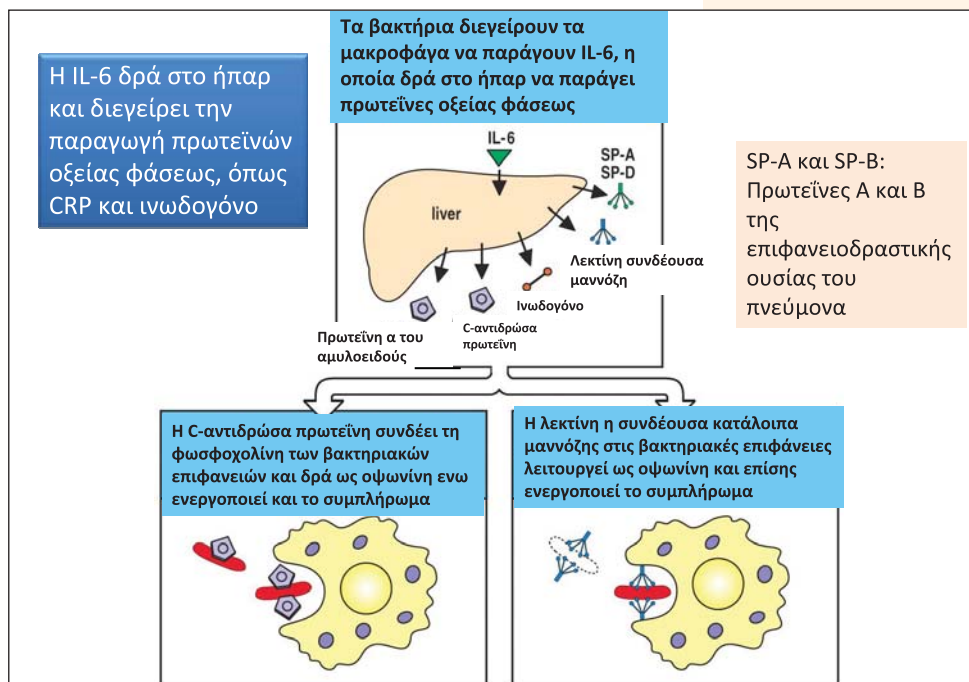 Τα βακτήρια διεγείρουν τα
μακροφάγα να παράγουν IL-6, η
οποία δρά στο ήπαρ να παράγει
πρωτεΐνες οξείας φάσεως
Η IL-6 δρά στο ήπαρ
και διεγείρει την
παραγωγή πρωτεϊνών
οξείας φάσεως, όπως
CRP και ινωδογόνο
IL-6
SP-A
SP-D
liver
Λεκτίνη συνδέουσα
μαννόζη
Ινωδογόνο
C-αντιδρώσα
πρωτεΐνη
Πρωτεΐνη α του
αμυλοειδούς
SP-A και SP-B:
Πρωτεΐνες Α και Β
της
επιφανειοδραστικής
ουσίας του
πνεύμονα
Η C-αντιδρώσα πρωτεΐνη συνδέει τη
φωσφοχολίνη των βακτηριακών
επιφανειών και δρά ως οψωνίνη ενω
ενεργοποιεί και το συμπλήρωμα
Η λεκτίνη η συνδέουσα κατάλοιπα
μαννόζης στις βακτηριακές επιφάνειες
λειτουργεί ως οψωνίνη και επίσης
ενεργοποιεί το συμπλήρωμα